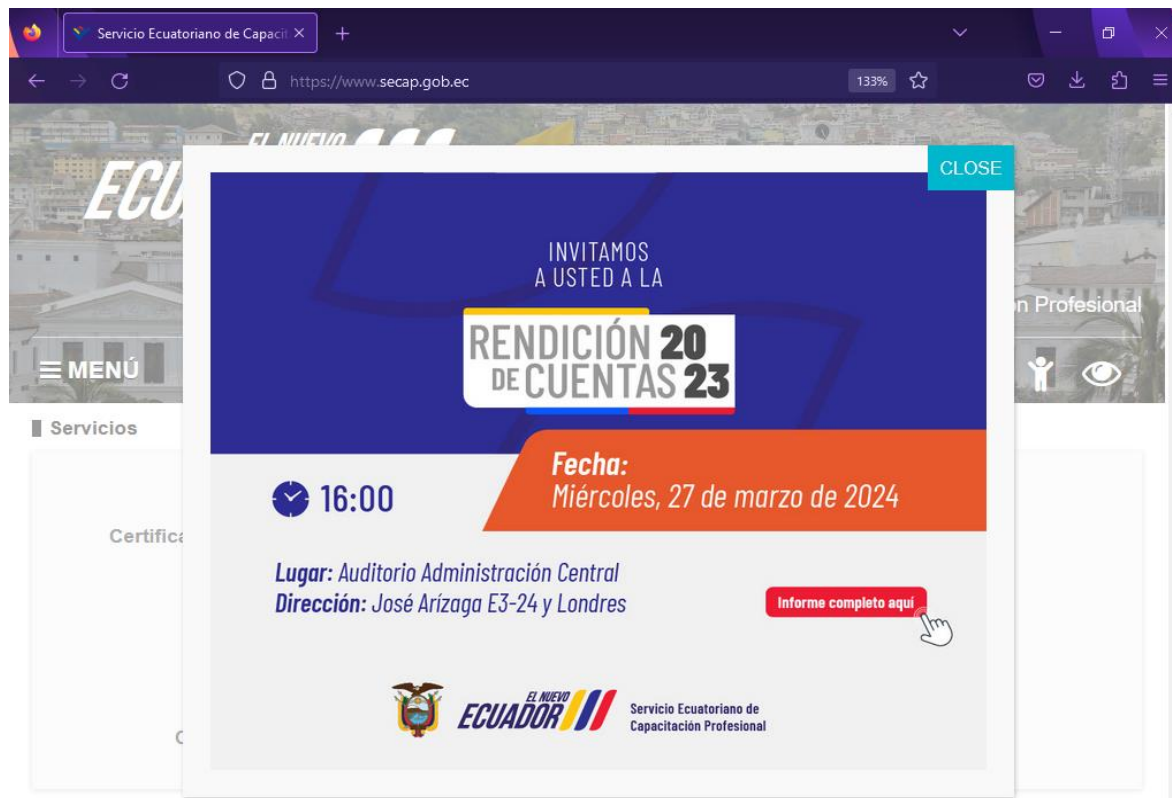 Servicio Ecuatoriano de Capacit
https://www.secap.gob.ec
133%
EL NUEVO
ECU
CLOSE
n Profesional
MENÚ
Servicios
Certifica
INVITAMOS
A USTED A LA
RENDICIÓN 20
DE CUENTAS 23
Fecha:
Miércoles, 27 de marzo de 2024
16:00
Lugar: Auditorio Administración Central
Dirección: José Arízaga E3-24 y Londres
Informe completo aquí
EL NUEVO
ECUADOR
Servicio Ecuatoriano de
Capacitación Profesional